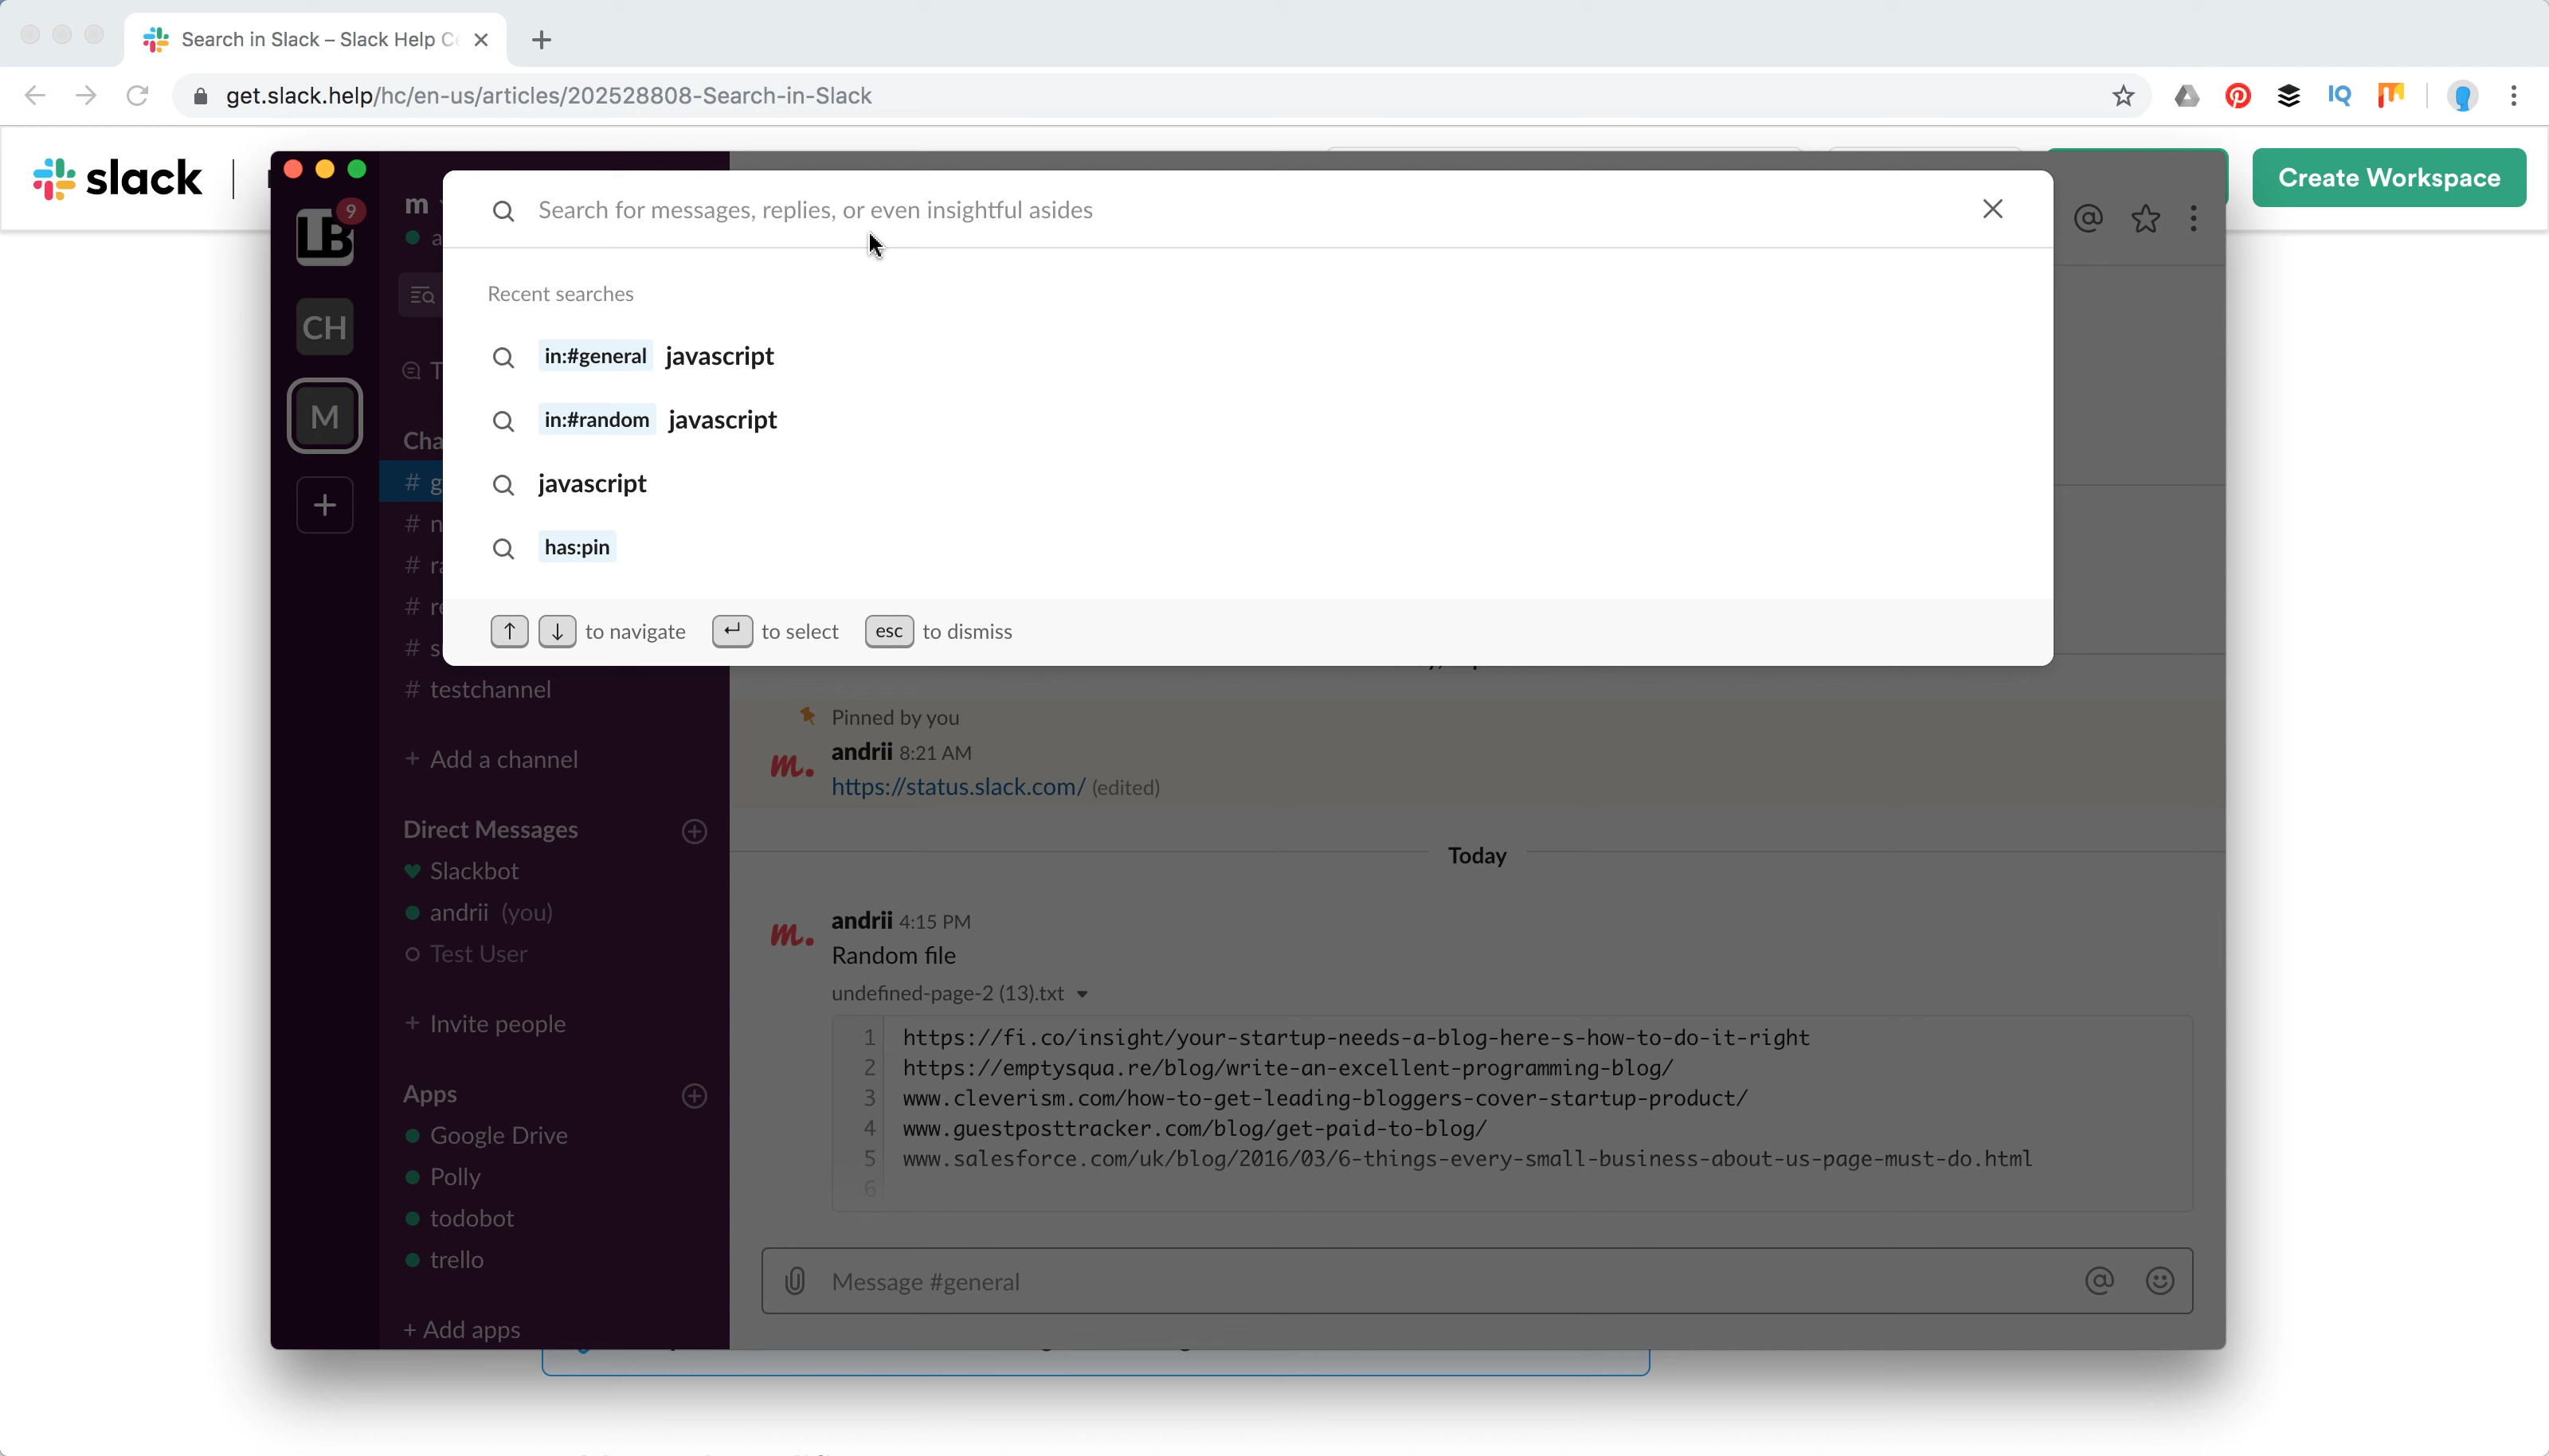 Search in Slack – Slack Help
get.slack.help/hc/en-us/articles/202528808-Search-in-Slack
slack
Create Workspace
9
LB
CH
M
m
Search for messages, replies, or even insightful asides
Recent searches
in:#general javascript
in:#random javascript
javascript
has:pin
↑ ↓ to navigate ↵ to select esc to dismiss
# testchannel
+ Add a channel
Direct Messages
Slackbot
andrii (you)
Test User
+ Invite people
Apps
Google Drive
Polly
todobot
trello
+ Add apps
Pinned by you
m. andrii 8:21 AM
https://status.slack.com/ (edited)
Today
m. andrii 4:15 PM
Random file
undefined-page-2 (13).txt
1 https://fi.co/insight/your-startup-needs-a-blog-here-s-how-to-do-it-right
2 https://emptysqua.re/blog/write-an-excellent-programming-blog/
3 www.cleverism.com/how-to-get-leading-bloggers-cover-startup-product/
4 www.guestposttracker.com/blog/get-paid-to-blog/
5 www.salesforce.com/uk/blog/2016/03/6-things-every-small-business-about-us-page-must-do.html
6
Message #general